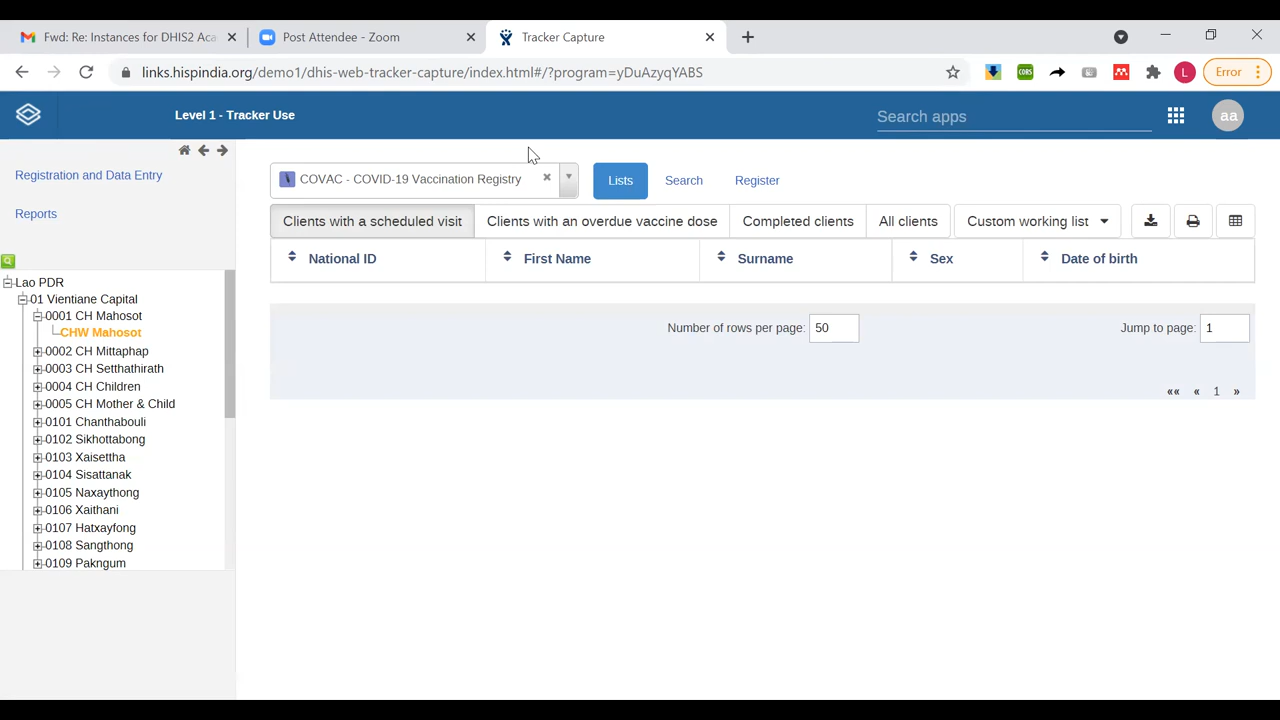 Fwd: Re: Instances for DHIS2 Aca
Post Attendee - Zoom
Tracker Capture
links.hispindia.org/demo1/dhis-web-tracker-capture/index.html#/?program=yDuAzyqYABS
CORS
L
Error
Level 1 - Tracker Use
Search apps
aa
Registration and Data Entry
Reports
COVAC - COVID-19 Vaccination Registry
Lists
Search
Register
Clients with a scheduled visit
Clients with an overdue vaccine dose
Completed clients
All clients
Custom working list
National ID
First Name
Surname
Sex
Date of birth
Number of rows per page: 50
Jump to page: 1
«« « 1 »
Lao PDR
01 Vientiane Capital
0001 CH Mahosot
CHW Mahosot
0002 CH Mittaphap
0003 CH Setthathirath
0004 CH Children
0005 CH Mother & Child
0101 Chanthabouli
0102 Sikhottabong
0103 Xaisettha
0104 Sisattanak
0105 Naxaythong
0106 Xaithani
0107 Hatxayfong
0108 Sangthong
0109 Pakngum